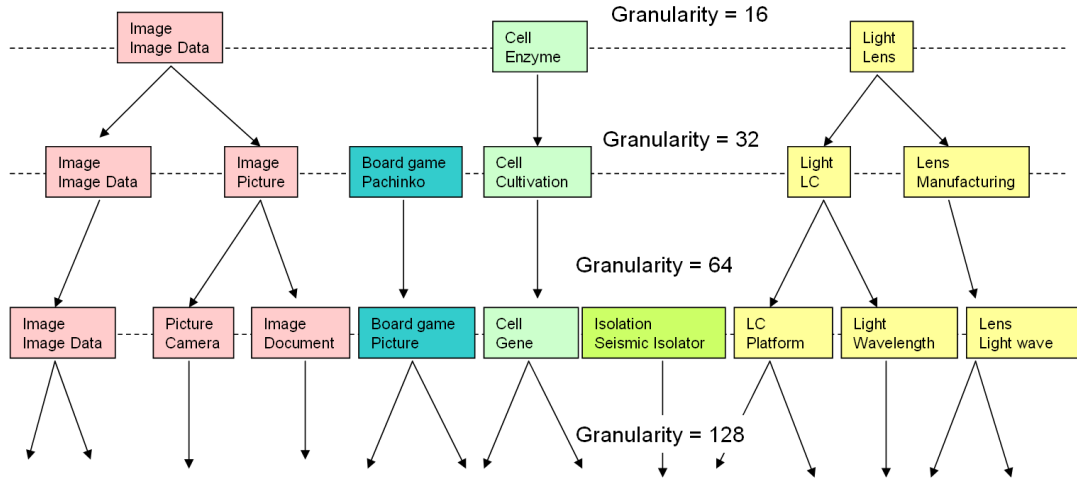 Granularity = 16
Image
Image Data
Cell
Enzyme
Light
Lens
Granularity = 32
Image
Image Data
Image
Picture
Board game
Pachinko
Cell
Cultivation
Light
LC
Lens
Manufacturing
Granularity = 64
Image
Image Data
Picture
Camera
Image
Document
Board game
Picture
Cell
Gene
Isolation
Seismic Isolator
LC
Platform
Light
Wavelength
Lens
Light wave
Granularity = 128